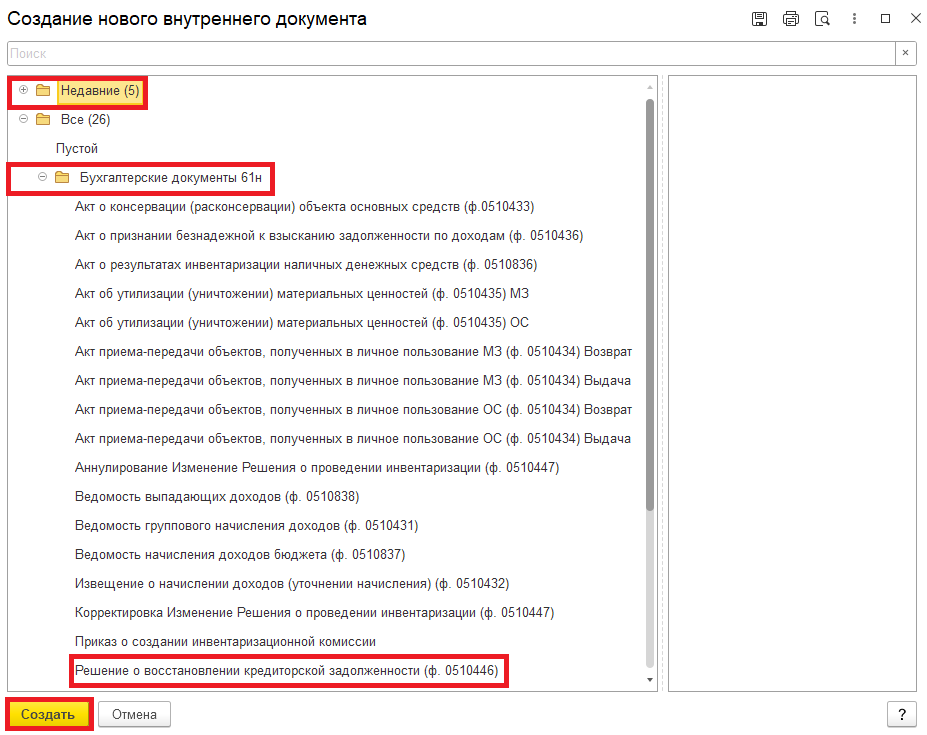 Создание нового внутреннего документа
Поиск
Недавние (5)
Все (26)
Пустой
Бухгалтерские документы 61н
Акт о консервации (расконсервации) объекта основных средств (ф.0510433)
Акт о признании безнадежной к взысканию задолженности по доходам (ф. 0510436)
Акт о результатах инвентаризации наличных денежных средств (ф. 0510836)
Акт об утилизации (уничтожении) материальных ценностей (ф. 0510435) МЗ
Акт об утилизации (уничтожении) материальных ценностей (ф. 0510435) ОС
Акт приема-передачи объектов, полученных в личное пользование МЗ (ф. 0510434) Возврат
Акт приема-передачи объектов, полученных в личное пользование МЗ (ф. 0510434) Выдача
Акт приема-передачи объектов, полученных в личное пользование ОС (ф. 0510434) Возврат
Акт приема-передачи объектов, полученных в личное пользование ОС (ф. 0510434) Выдача
Аннулирование Изменение Решения о проведении инвентаризации (ф. 0510447)
Ведомость выпадающих доходов (ф. 0510838)
Ведомость группового начисления доходов (ф. 0510431)
Ведомость начисления доходов бюджета (ф. 0510837)
Извещение о начислении доходов (уточнении начисления) (ф. 0510432)
Корректировка Изменение Решения о проведении инвентаризации (ф. 0510447)
Приказ о создании инвентаризационной комиссии
Решение о восстановлении кредиторской задолженности (ф. 0510446)
Создать Отмена ?